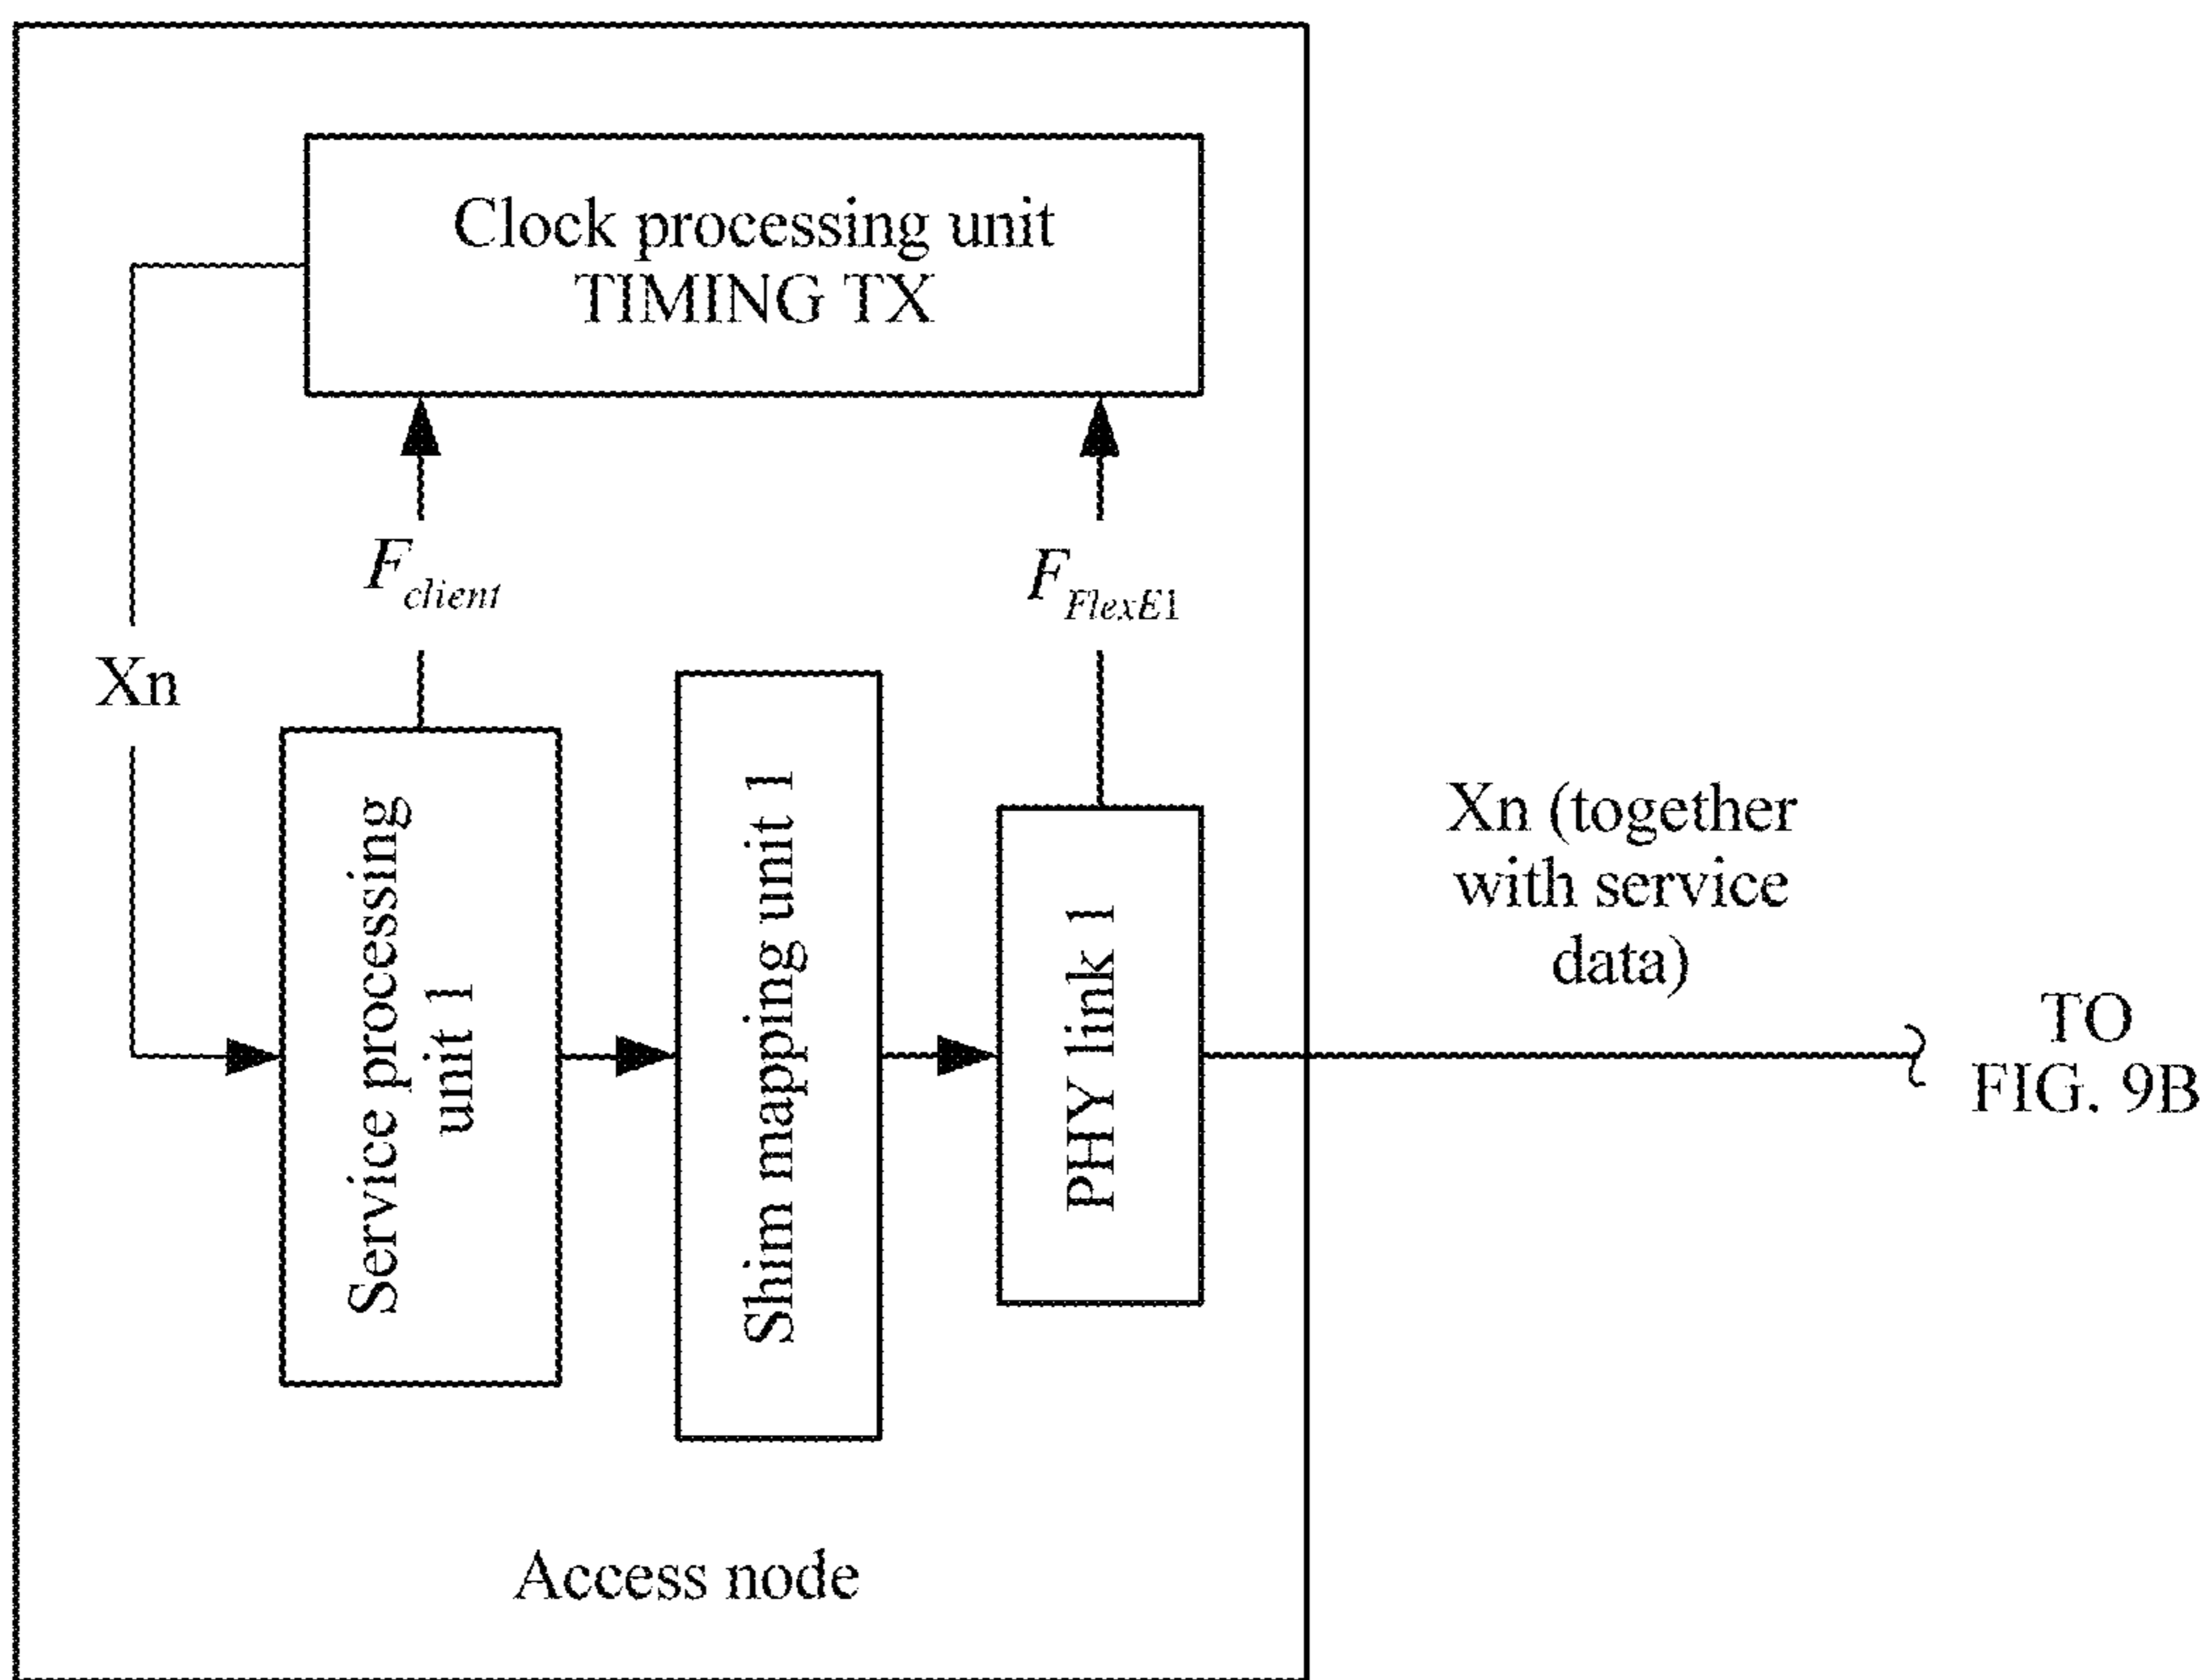 Clock processing unit
TIMING TX
F_client
F_FlexE1
Xn
Service processing
unit 1
Shim mapping unit 1
PHY link 1
Xn (together
with service
data)
TO
FIG. 9B
Access node